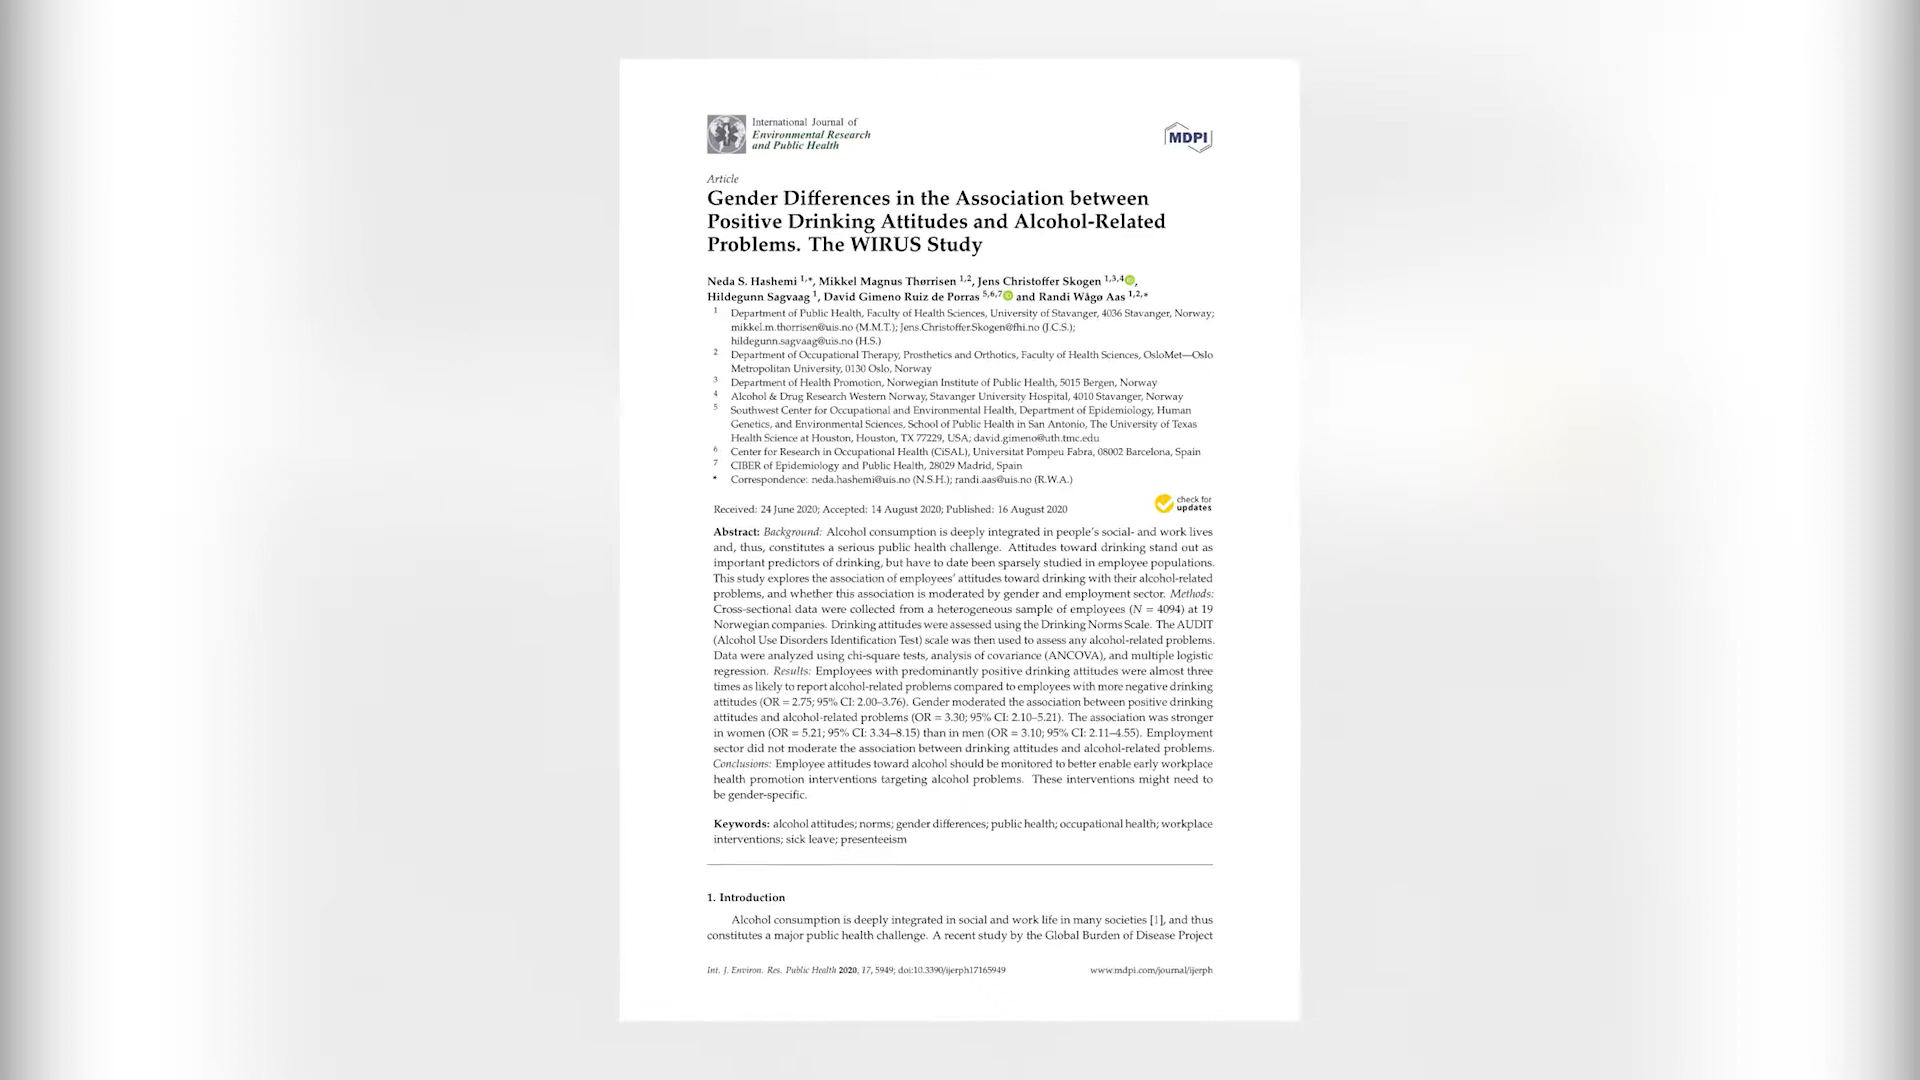 International Journal of
Environmental Research
and Public Health
MDPI
Article
Gender Differences in the Association between
Positive Drinking Attitudes and Alcohol-Related
Problems. The WIRUS Study
Neda S. Hashemi 1,*, Mikkel Magnus Thørrisen 1,2, Jens Christoffer Skogen 1,3,4,
Hildegunn Sagvaag 1, David Gimeno Ruiz de Porras 5,6,7 and Randi Wågø Aas 1,2,*
1 Department of Public Health, Faculty of Health Sciences, University of Stavanger, 4036 Stavanger, Norway;
mikkel.m.thorrisen@uis.no (M.M.T.); Jens.Christoffer.Skogen@fhi.no (J.C.S.);
hildegunn.sagvaag@uis.no (H.S.)
2 Department of Occupational Therapy, Prosthetics and Orthotics, Faculty of Health Sciences, OsloMet—Oslo
Metropolitan University, 0130 Oslo, Norway
3 Department of Health Promotion, Norwegian Institute of Public Health, 5015 Bergen, Norway
4 Alcohol & Drug Research Western Norway, Stavanger University Hospital, 4010 Stavanger, Norway
5 Southwest Center for Occupational and Environmental Health, Department of Epidemiology, Human
Genetics, and Environmental Sciences, School of Public Health in San Antonio, The University of Texas
Health Science at Houston, Houston, TX 77229, USA; david.gimeno@uth.tmc.edu
6 Center for Research in Occupational Health (CiSAL), Universitat Pompeu Fabra, 08002 Barcelona, Spain
7 CIBER of Epidemiology and Public Health, 28029 Madrid, Spain
* Correspondence: neda.hashemi@uis.no (N.S.H.); randi.aas@uis.no (R.W.A.)
check for
updates
Received: 24 June 2020; Accepted: 14 August 2020; Published: 16 August 2020
Abstract: Background: Alcohol consumption is deeply integrated in people's social- and work lives
and, thus, constitutes a serious public health challenge. Attitudes toward drinking stand out as
important predictors of drinking, but have to date been sparsely studied in employee populations.
This study explores the association of employees' attitudes toward drinking with their alcohol-related
problems, and whether this association is moderated by gender and employment sector. Methods:
Cross-sectional data were collected from a heterogeneous sample of employees (N = 4094) at 19
Norwegian companies. Drinking attitudes were assessed using the Drinking Norms Scale. The AUDIT
(Alcohol Use Disorders Identification Test) scale was then used to assess any alcohol-related problems.
Data were analyzed using chi-square tests, analysis of covariance (ANCOVA), and multiple logistic
regression. Results: Employees with predominantly positive drinking attitudes were almost three
times as likely to report alcohol-related problems compared to employees with more negative drinking
attitudes (OR = 2.75; 95% CI: 2.00–3.76). Gender moderated the association between positive drinking
attitudes and alcohol-related problems (OR = 3.30; 95% CI: 2.10–5.21). The association was stronger
in women (OR = 5.21; 95% CI: 3.34–8.15) than in men (OR = 3.10; 95% CI: 2.11–4.55). Employment
sector did not moderate the association between drinking attitudes and alcohol-related problems.
Conclusions: Employee attitudes toward alcohol should be monitored to better enable early workplace
health promotion interventions targeting alcohol problems. These interventions might need to
be gender-specific.
Keywords: alcohol attitudes; norms; gender differences; public health; occupational health; workplace
interventions; sick leave; presenteeism
1. Introduction
Alcohol consumption is deeply integrated in social and work life in many societies [1], and thus
constitutes a major public health challenge. A recent study by the Global Burden of Disease Project
Int. J. Environ. Res. Public Health 2020, 17, 5949; doi:10.3390/ijerph17165949
www.mdpi.com/journal/ijerph